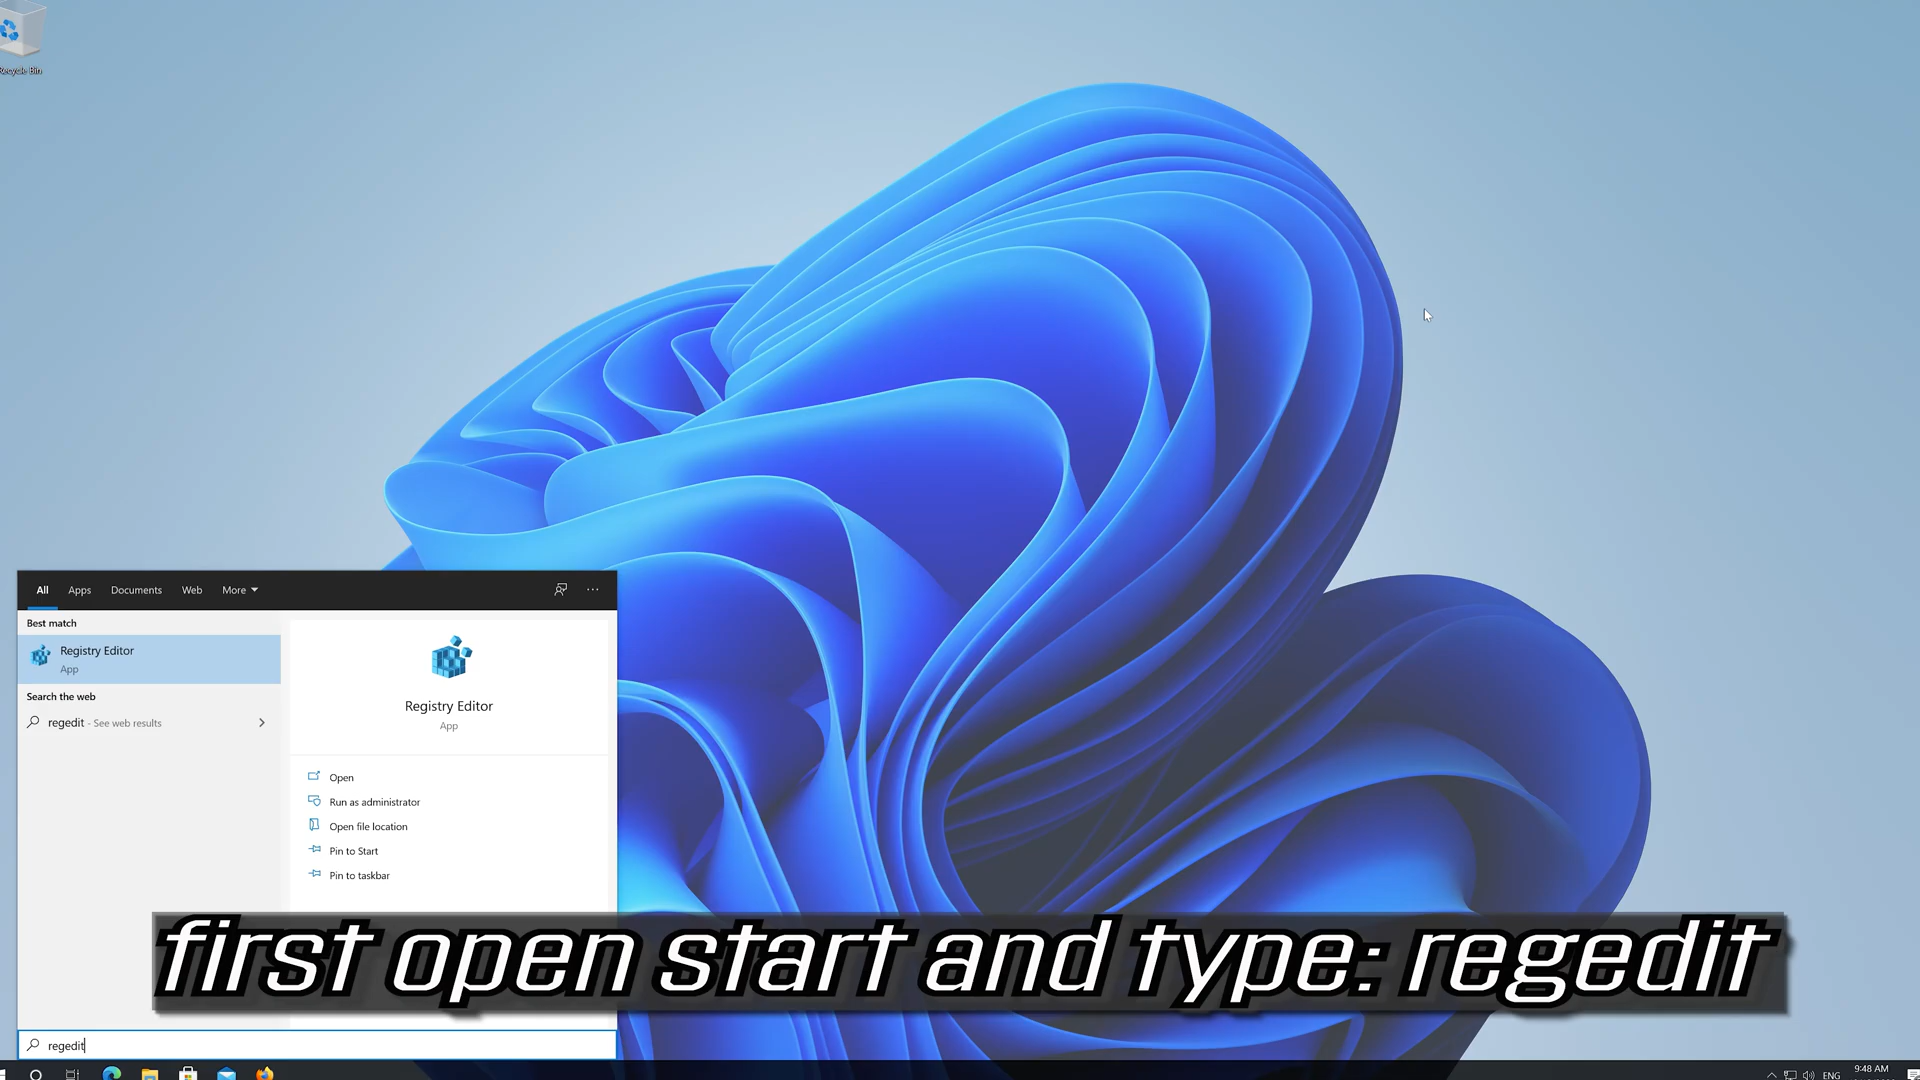 Recycle Bin
All Apps Documents Web More
Best match
Registry Editor
App
Search the web
regedit - See web results
Registry Editor
App
Open
Run as administrator
Open file location
Pin to Start
Pin to taskbar
first open start and type: regedit
regedit
ENG
9:48 AM